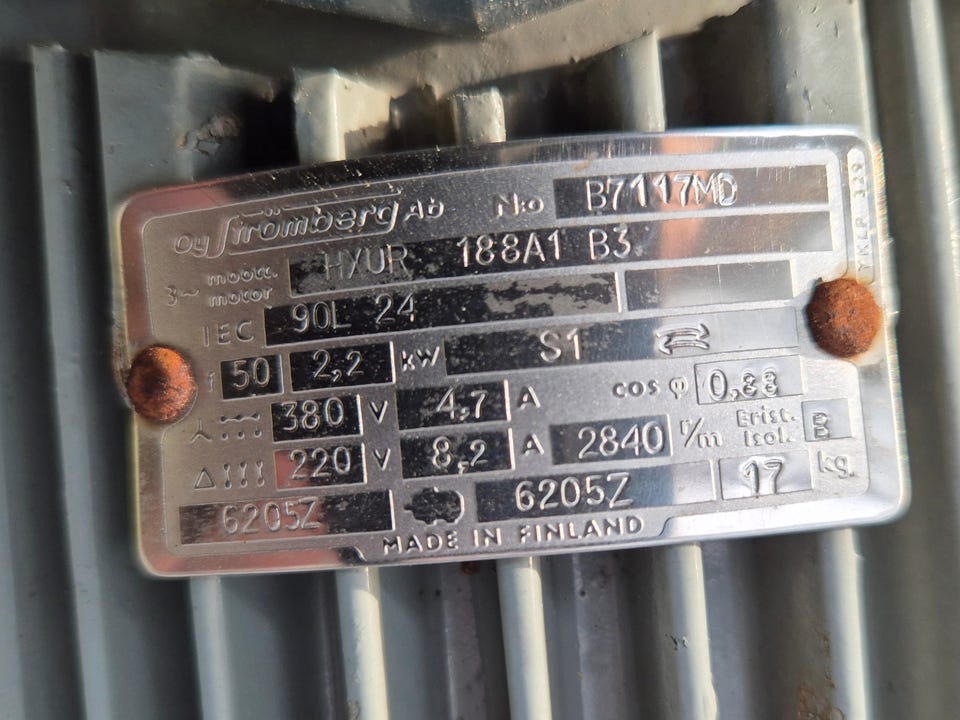 Oy Strömberg Ab No B7117MD
3~ moott. motor HXUR 188A1 B3
IEC 90L 24
f 50 2,2 kW S1
cos φ 0,88
380 V 4,7 A
220 V 8,2 A 2840 r/m Erist. Isol. B
6205Z 6205Z 17 kg
MADE IN FINLAND
YKLP 329